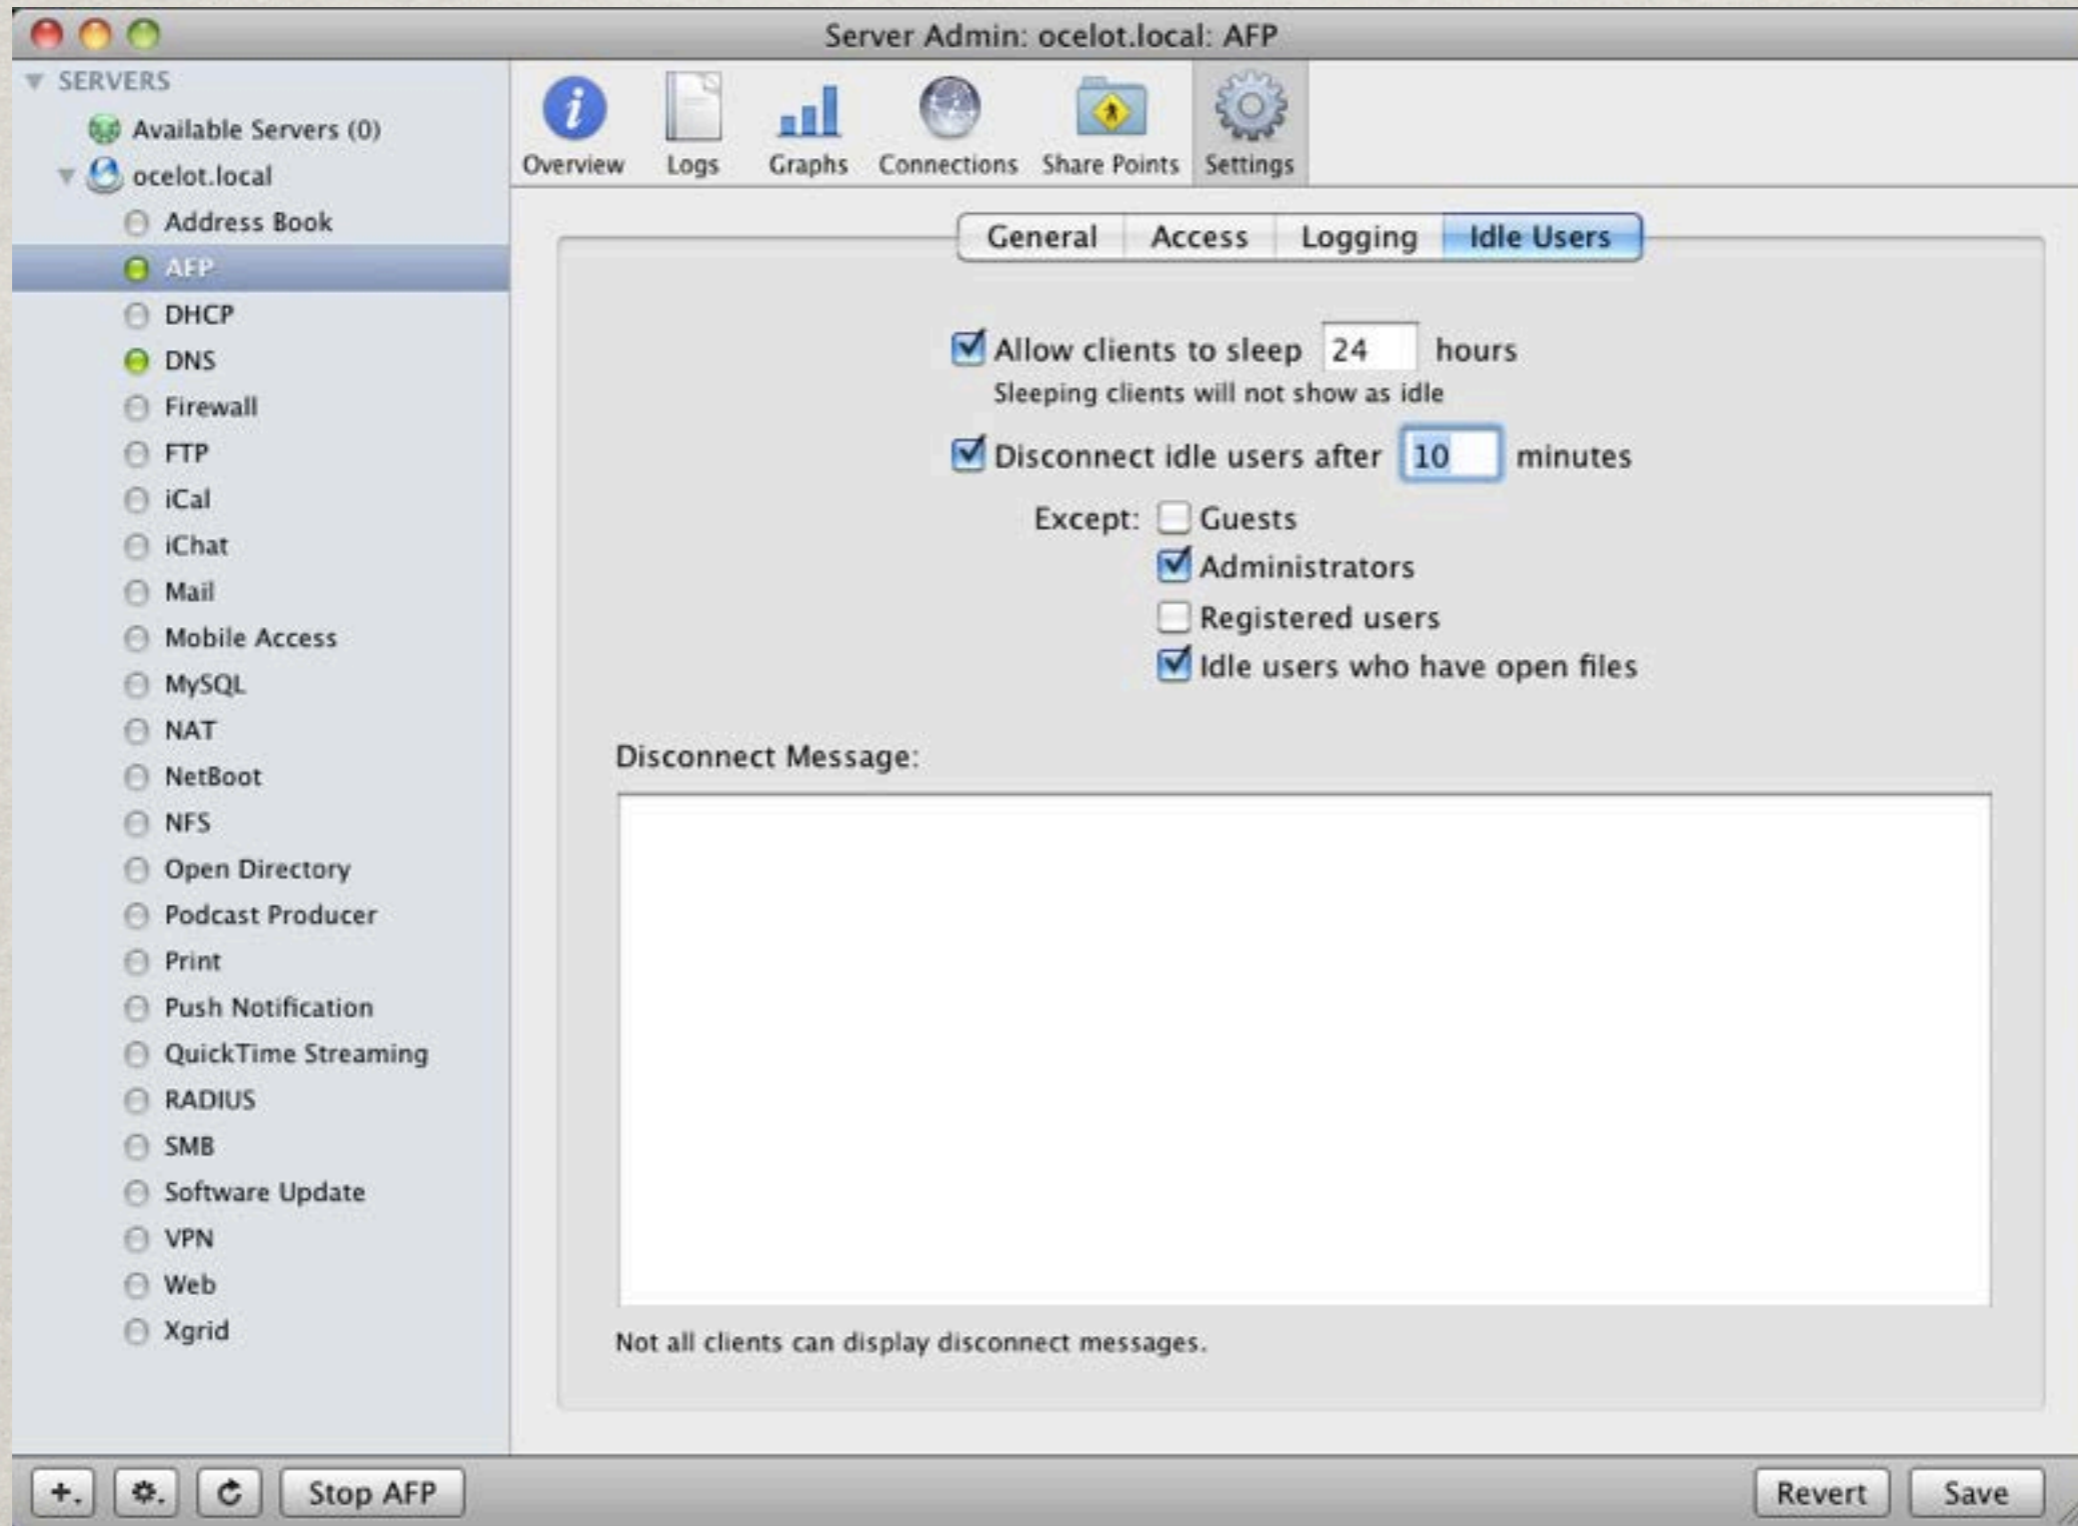 Server Admin: ocelot.local: AFP
SERVERS
Available Servers (0)
ocelot.local
Address Book
AFP
DHCP
DNS
Firewall
FTP
iCal
iChat
Mail
Mobile Access
MySQL
NAT
NetBoot
NFS
Open Directory
Podcast Producer
Print
Push Notification
QuickTime Streaming
RADIUS
SMB
Software Update
VPN
Web
Xgrid
Overview Logs Graphs Connections Share Points Settings
General Access Logging Idle Users
Allow clients to sleep 24 hours
Sleeping clients will not show as idle
Disconnect idle users after 10 minutes
Except: Guests
Administrators
Registered users
Idle users who have open files
Disconnect Message:
Not all clients can display disconnect messages.
Stop AFP Revert Save